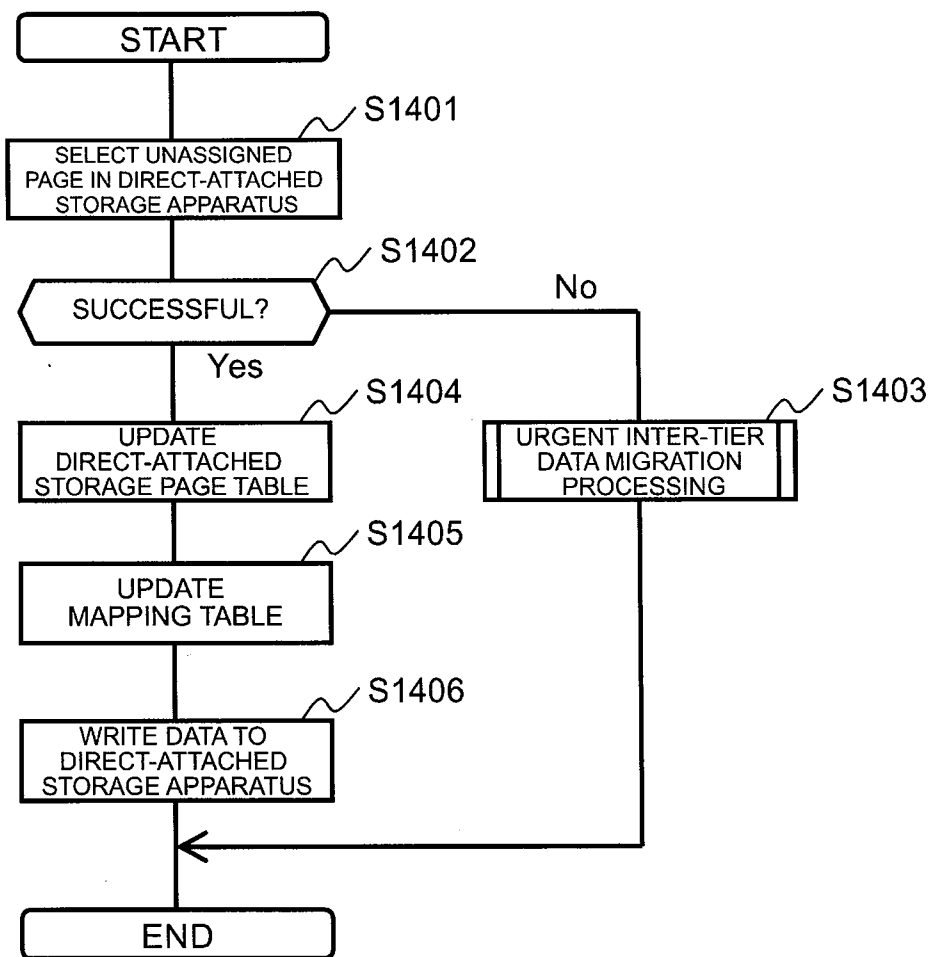 START
S1401
SELECT UNASSIGNED
PAGE IN DIRECT-ATTACHED
STORAGE APPARATUS
S1402
SUCCESSFUL?
No
Yes
S1404
UPDATE
DIRECT-ATTACHED
STORAGE PAGE TABLE
S1403
URGENT INTER-TIER
DATA MIGRATION
PROCESSING
S1405
UPDATE
MAPPING TABLE
S1406
WRITE DATA TO
DIRECT-ATTACHED
STORAGE APPARATUS
END